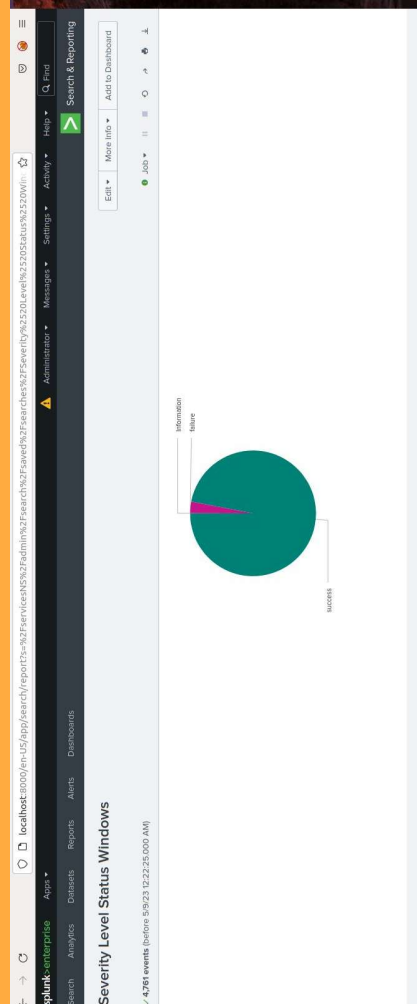 localhost:8000/en-US/app/search/report?s=%2FservicesNS%2Fadmin%2Fsearch%2Fsaved%2Fsearches%2FSeverity%2520Level%2520Status%2520Win
splunk>enterprise Apps Administrator Messages Settings Activity Help Find
Search Analytics Datasets Reports Alerts Dashboards Search & Reporting
Severity Level Status Windows
Edit More Info Add to Dashboard
4,761 events (before 5/9/23 12:22:25.000 AM)
Job
Information
failure
success